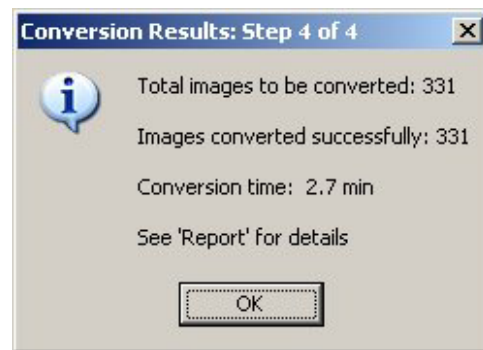 Conversion Results: Step 4 of 4
Total images to be converted: 331
Images converted successfully: 331
Conversion time: 2.7 min
See 'Report' for details
OK